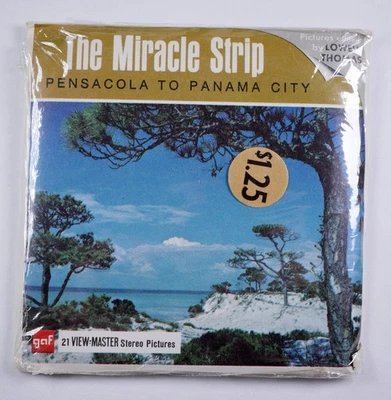 The Miracle Strip
PENSACOLA TO PANAMA CITY
Pictures
by LOWELL
THOMAS
$1.25
gaf
21 VIEW-MASTER Stereo Pictures